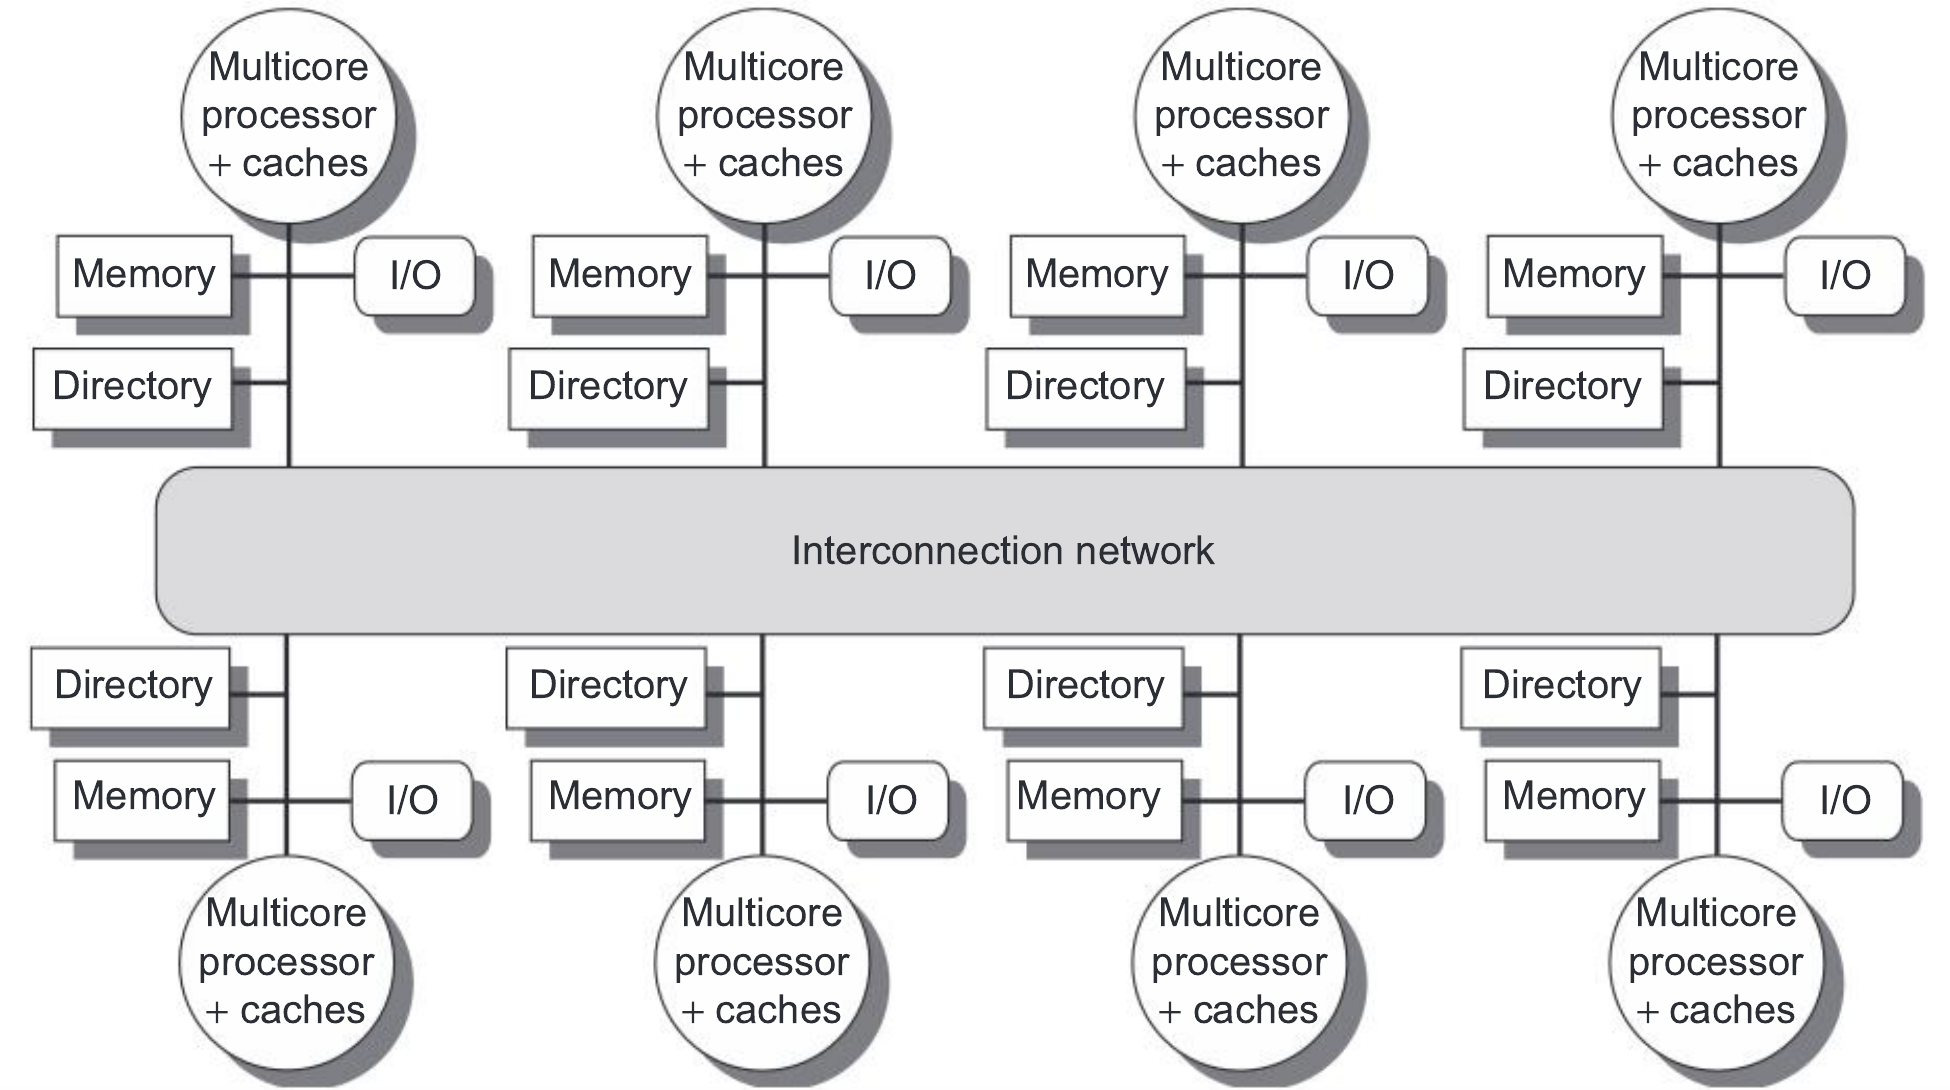 Multicore
processor
+ caches
Multicore
processor
+ caches
Multicore
processor
+ caches
Multicore
processor
+ caches
Memory
I/O
Memory
I/O
Memory
I/O
Memory
I/O
Directory
Directory
Directory
Directory
Interconnection network
Directory
Directory
Directory
Directory
Memory
I/O
Memory
I/O
Memory
I/O
Memory
I/O
Multicore
processor
+ caches
Multicore
processor
+ caches
Multicore
processor
+ caches
Multicore
processor
+ caches